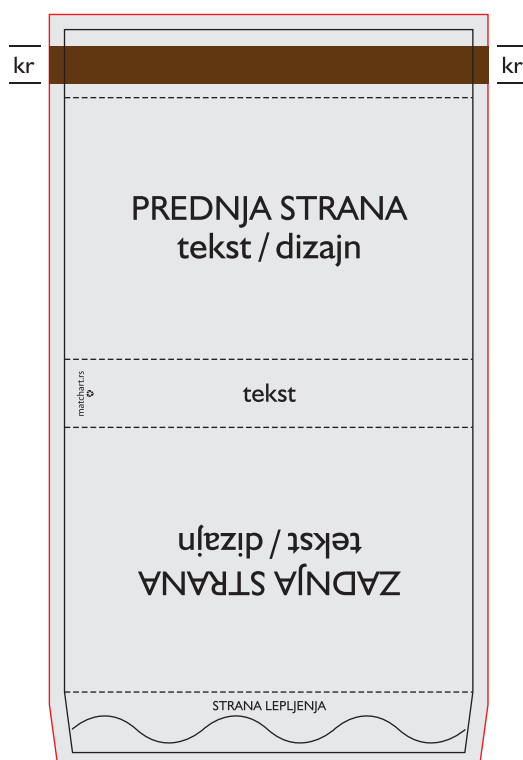 kr
kr
PREDNJA STRANA
tekst / dizajn
matchart.rs
tekst
ZADNJA STRANA
tekst / dizajn
STRANA LEPLJENJA